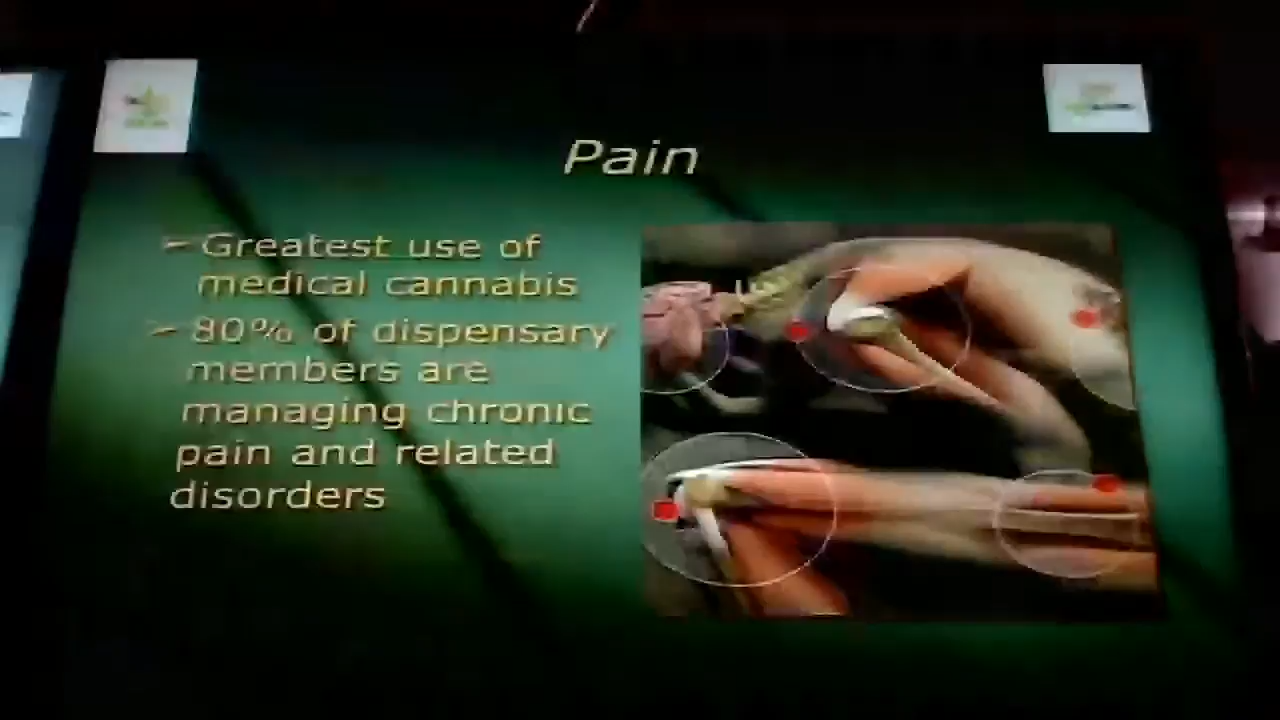 Pain
➢ Greatest use of
medical cannabis
➢ 80% of dispensary
members are
managing chronic
pain and related
disorders